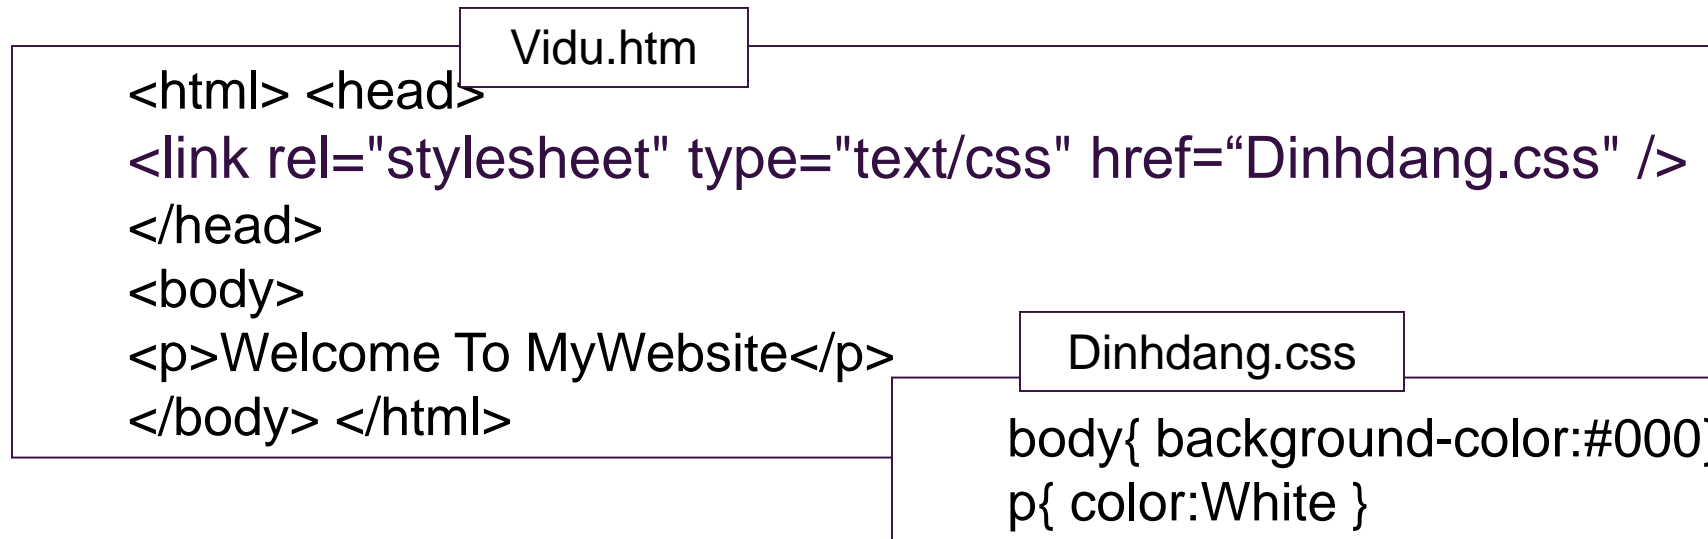 Vidu.htm
<html> <head>
<link rel="stylesheet" type="text/css" href=“Dinhdang.css" />
</head>
<body>
<p>Welcome To MyWebsite</p>
</body> </html>
Dinhdang.css
body{ background-color:#000}
p{ color:White }